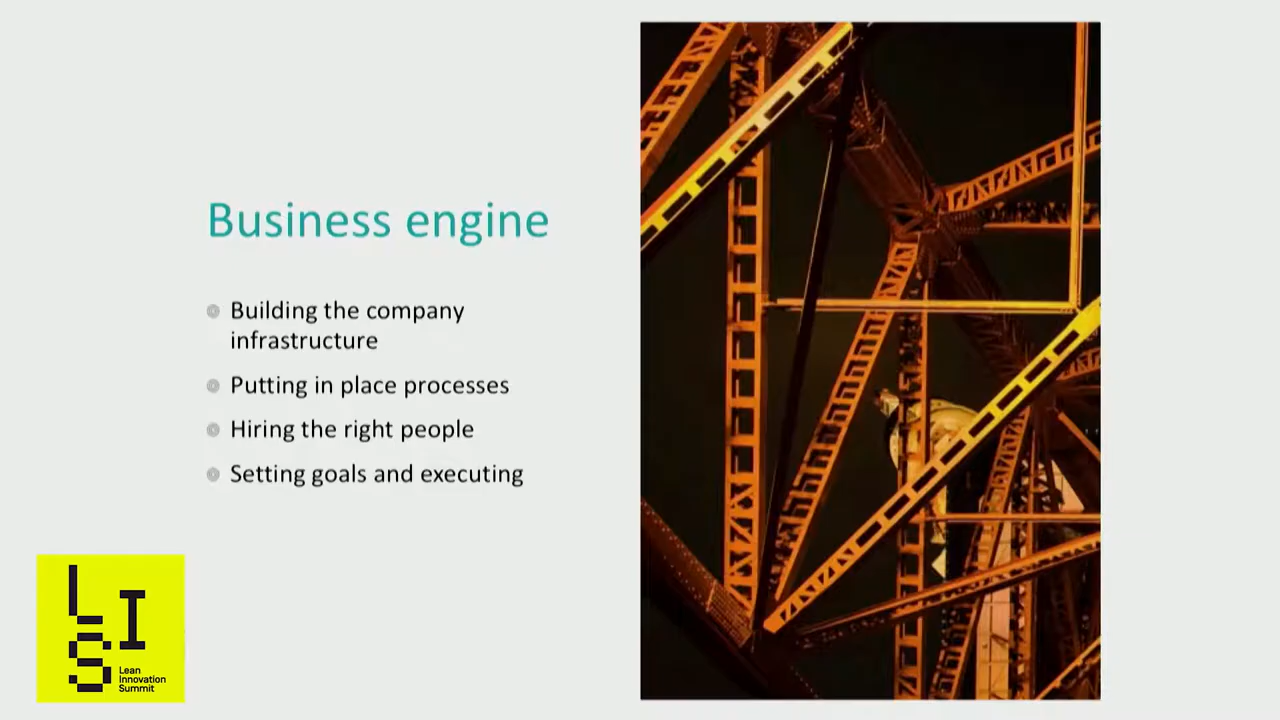 Business engine
Building the company
infrastructure
Putting in place processes
Hiring the right people
Setting goals and executing
LIS
Lean
Innovation
Summit